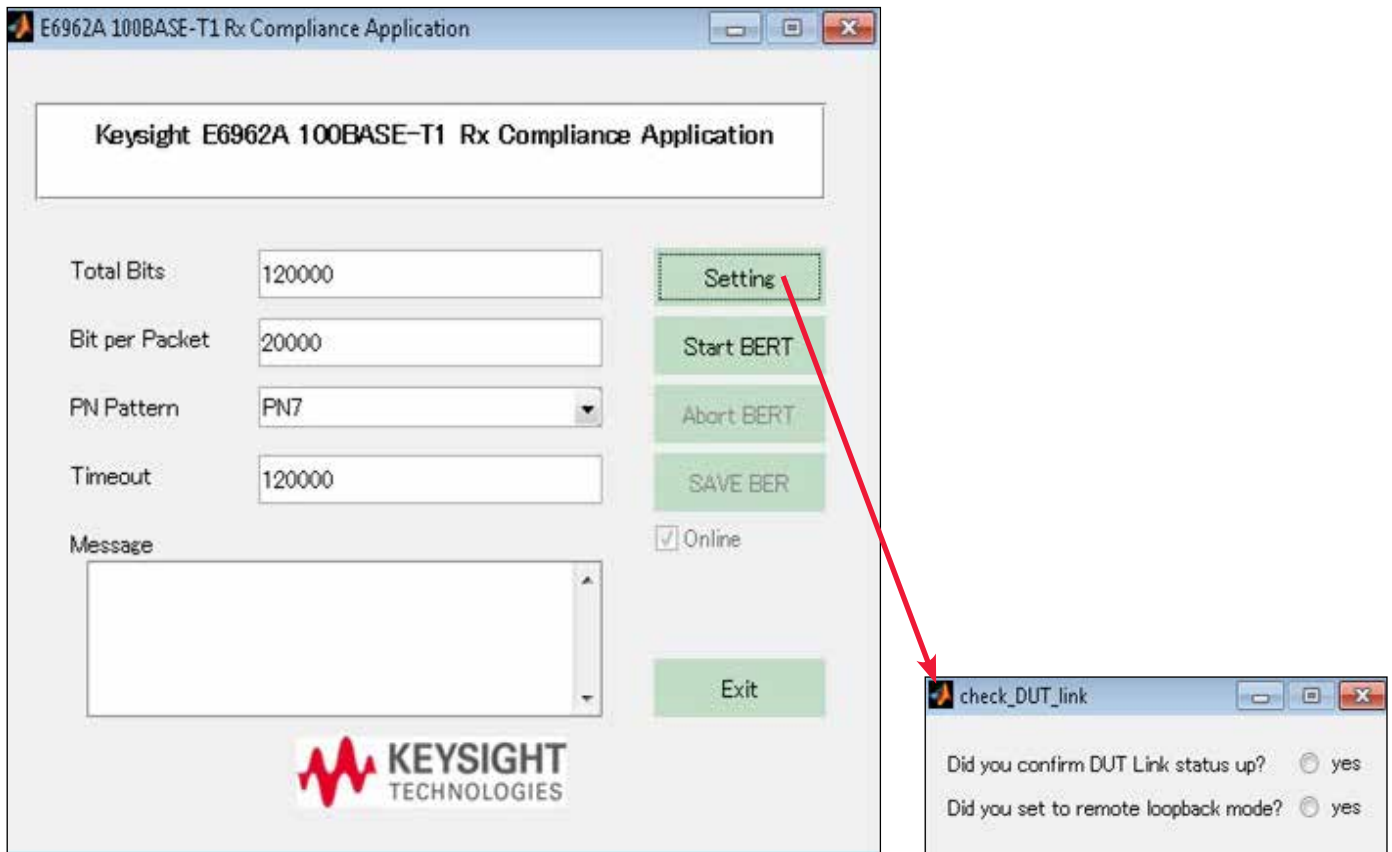 E6962A 100BASE-T1 Rx Compliance Application
Keysight E6962A 100BASE-T1 Rx Compliance Application
Total Bits
120000
Setting
Bit per Packet
20000
Start BERT
PN Pattern
PN7
Abort BERT
Timeout
120000
SAVE BER
Message
Online
Exit
KEYSIGHT
TECHNOLOGIES
check_DUT_link
Did you confirm DUT Link status up? yes
Did you set to remote loopback mode? yes